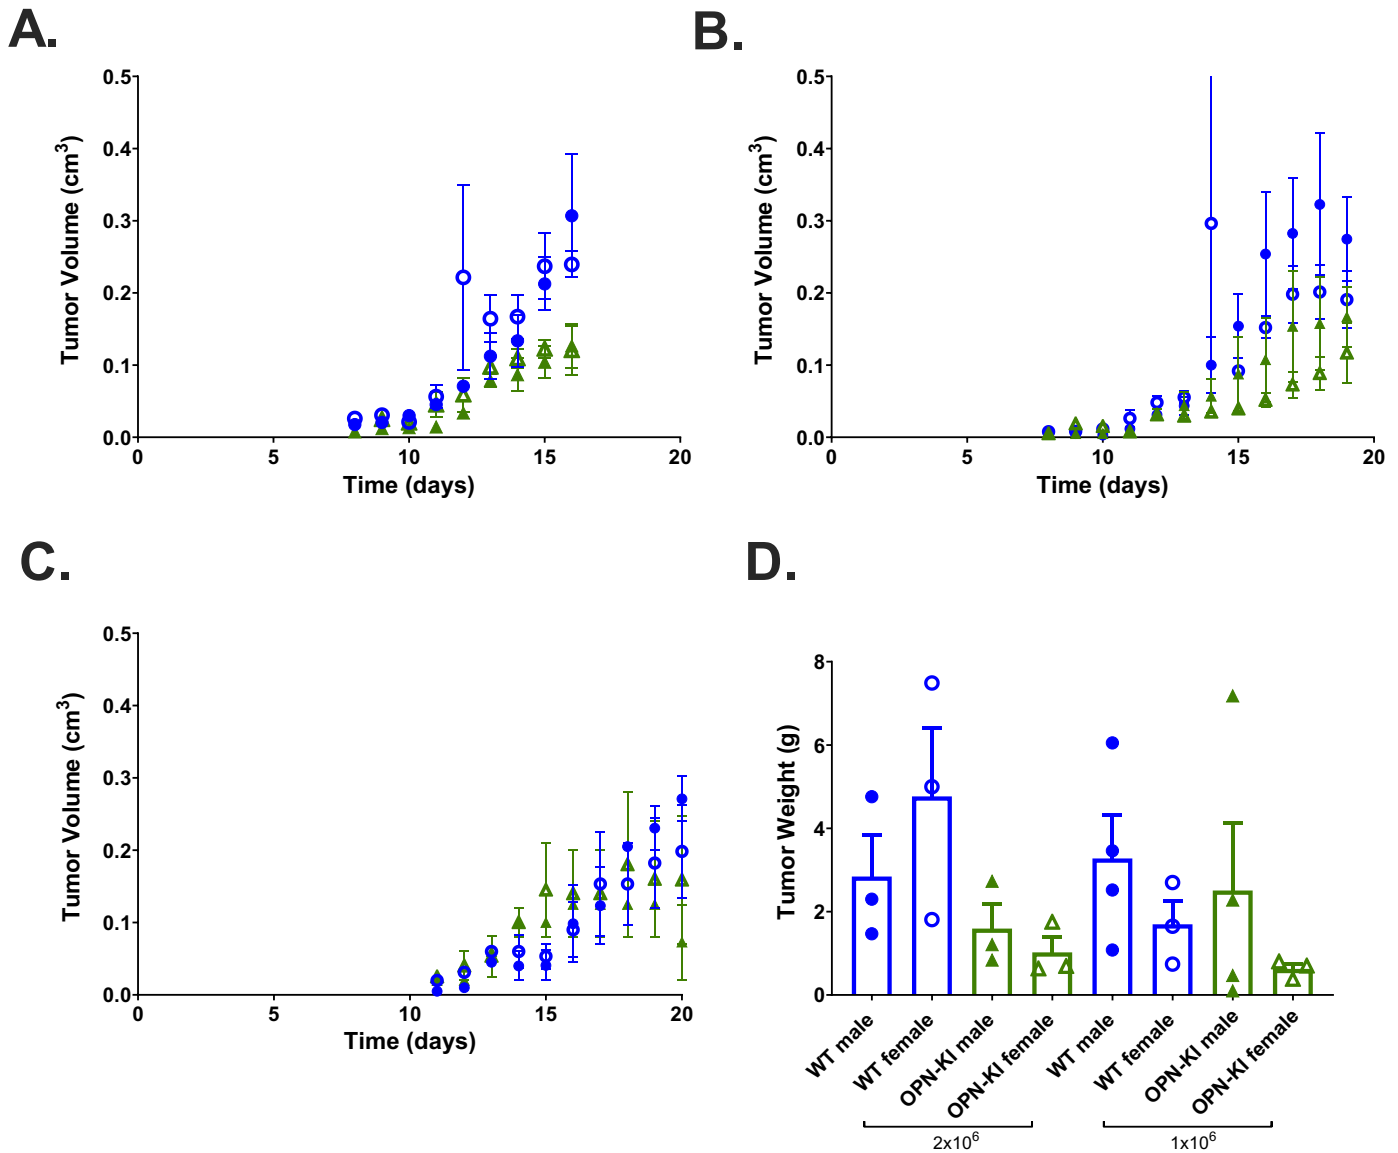 A.
B.
Tumor Volume (cm³)
0.5
0.4
0.3
0.2
0.1
0.0
0 5 10 15 20
Time (days)
Tumor Volume (cm³)
0.5
0.4
0.3
0.2
0.1
0.0
0 5 10 15 20
Time (days)
C.
D.
Tumor Volume (cm³)
0.5
0.4
0.3
0.2
0.1
0.0
0 5 10 15 20
Time (days)
Tumor Weight (g)
8
6
4
2
0
WT male
WT female
OPN-KI male
OPN-KI female
WT male
WT female
OPN-KI male
OPN-KI female
2x10⁶
1x10⁶